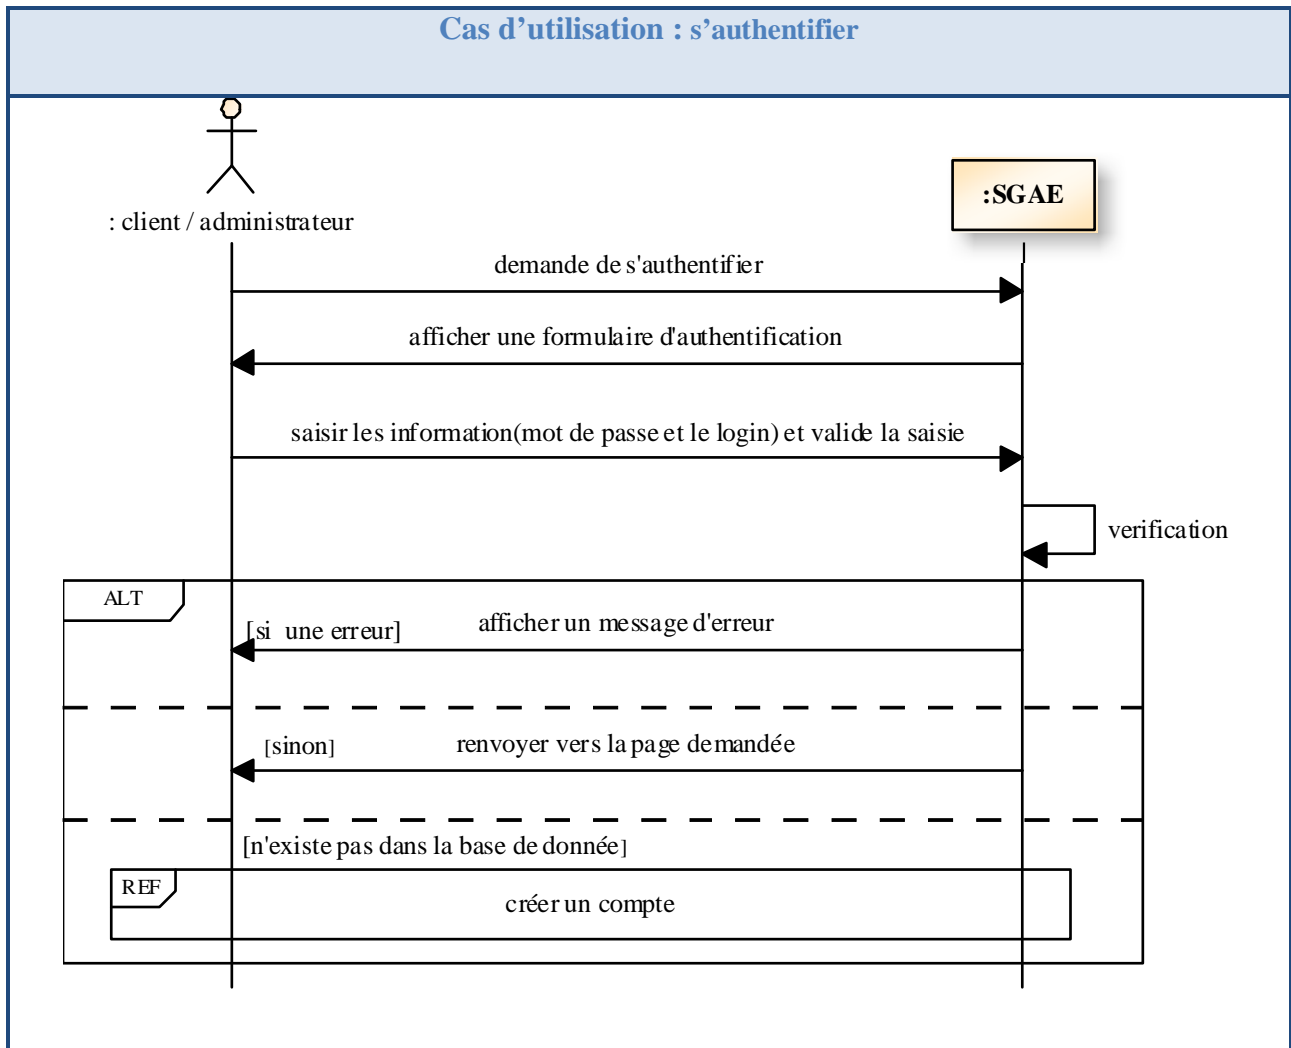 Cas d’utilisation : s’authentifier
: client / administrateur
:SGAE
demande de s'authentifier
afficher une formulaire d'authentification
saisir les information(mot de passe et le login) et valide la saisie
verification
ALT
[si une erreur]
afficher un message d'erreur
[sinon]
renvoyer vers la page demandée
[n'existe pas dans la base de donnée]
REF
créer un compte